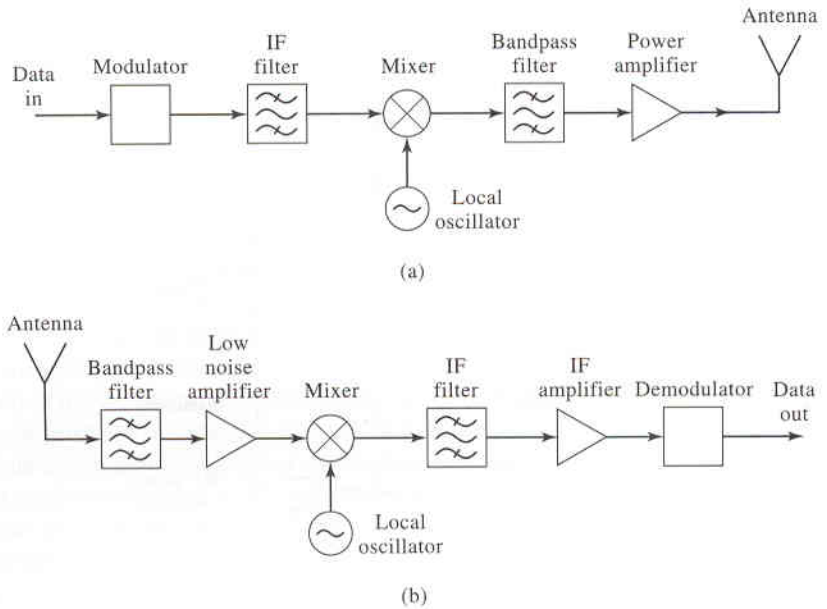 Antenna
IF
filter
Bandpass
filter
Power
amplifier
Data
in
Modulator
Mixer
Local
oscillator
(a)
Antenna
Bandpass
filter
Low
noise
amplifier
Mixer
IF
filter
IF
amplifier
Demodulator
Data
out
Local
oscillator
(b)